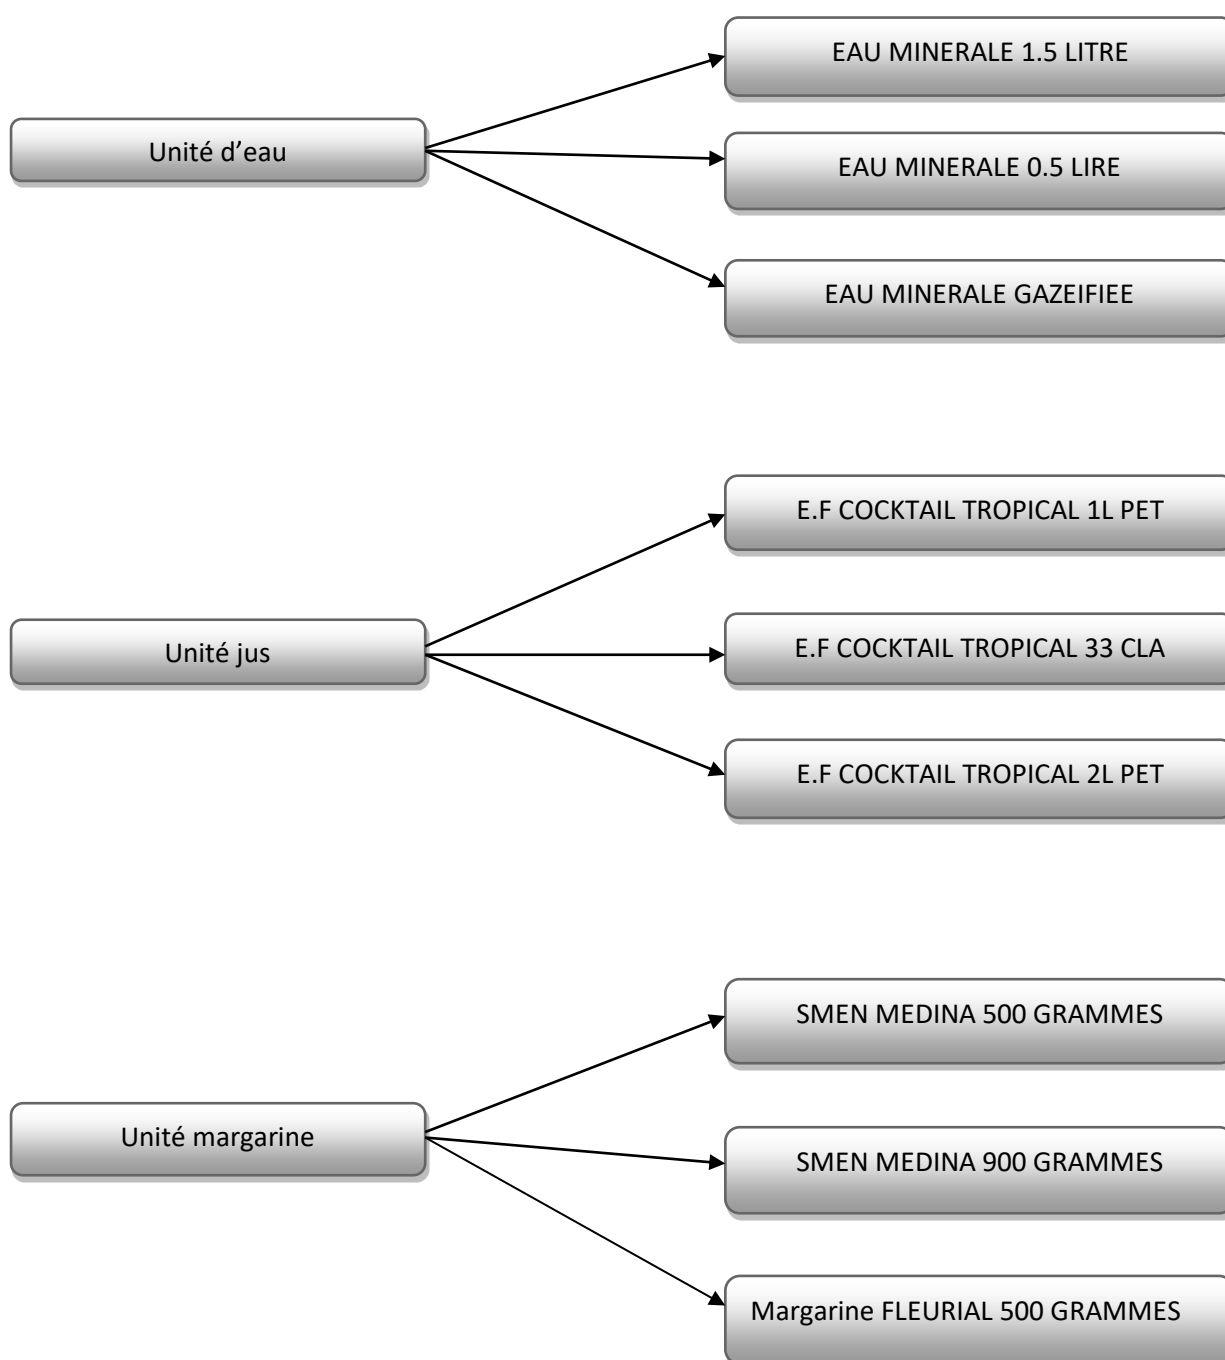 EAU MINERALE 1.5 LITRE
Unité d’eau
EAU MINERALE 0.5 LIRE
EAU MINERALE GAZEIFIEE
E.F COCKTAIL TROPICAL 1L PET
Unité jus
E.F COCKTAIL TROPICAL 33 CLA
E.F COCKTAIL TROPICAL 2L PET
SMEN MEDINA 500 GRAMMES
Unité margarine
SMEN MEDINA 900 GRAMMES
Margarine FLEURIAL 500 GRAMMES